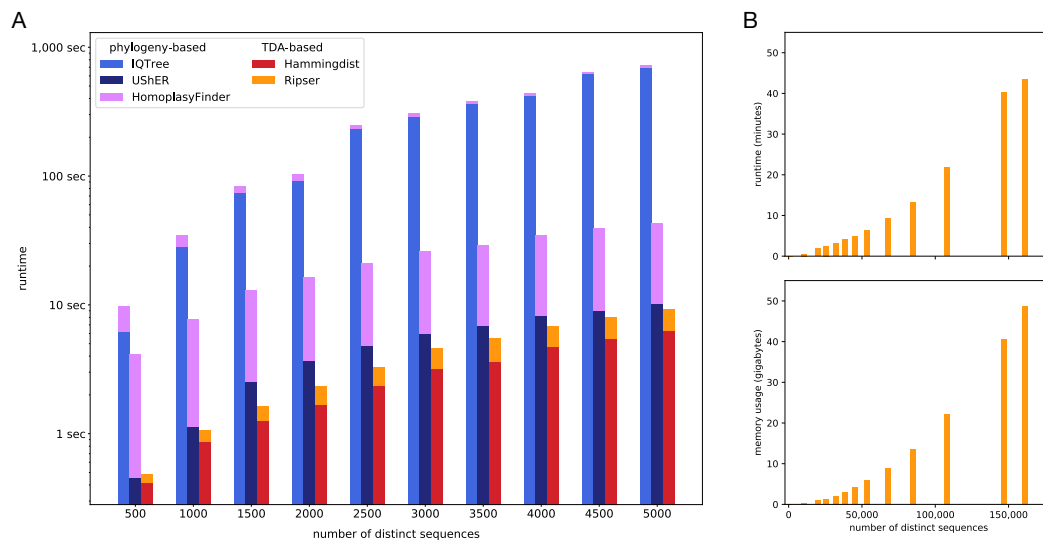 A
1,000 sec
100 sec
10 sec
1 sec
runtime
phylogeny-based
IQTree
UShER
HomoplasyFinder
TDA-based
Hammingdist
Ripser
500 1000 1500 2000 2500 3000 3500 4000 4500 5000
number of distinct sequences
B
50
40
30
20
10
0
runtime (minutes)
50
40
30
20
10
0
memory usage (gigabytes)
0 50,000 100,000 150,000
number of distinct sequences